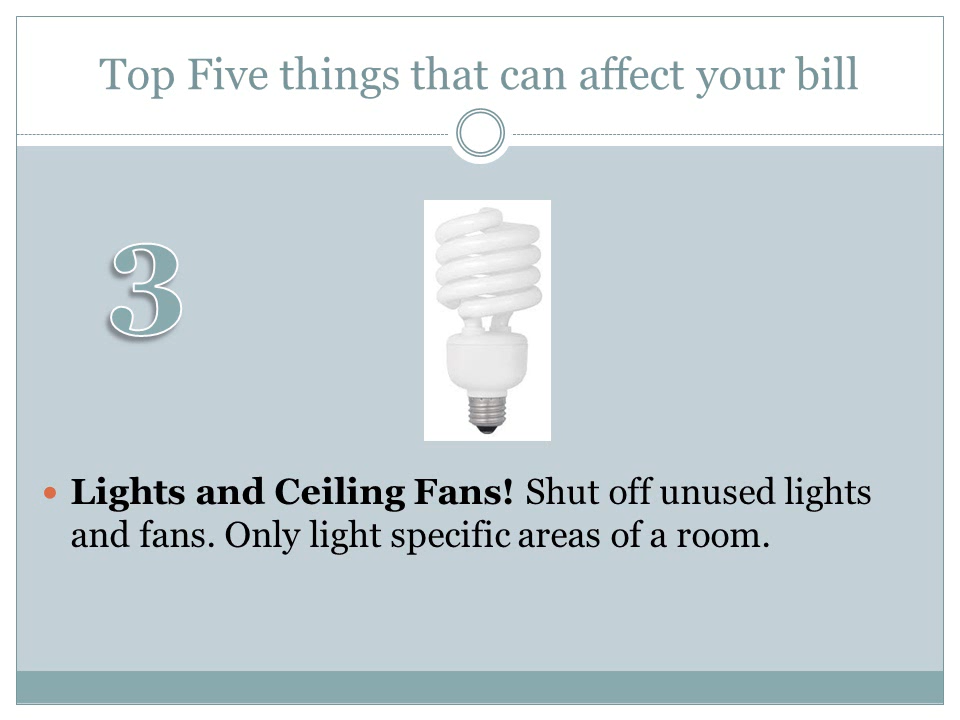 Top Five things that can affect your bill
3
• Lights and Ceiling Fans! Shut off unused lights
and fans. Only light specific areas of a room.